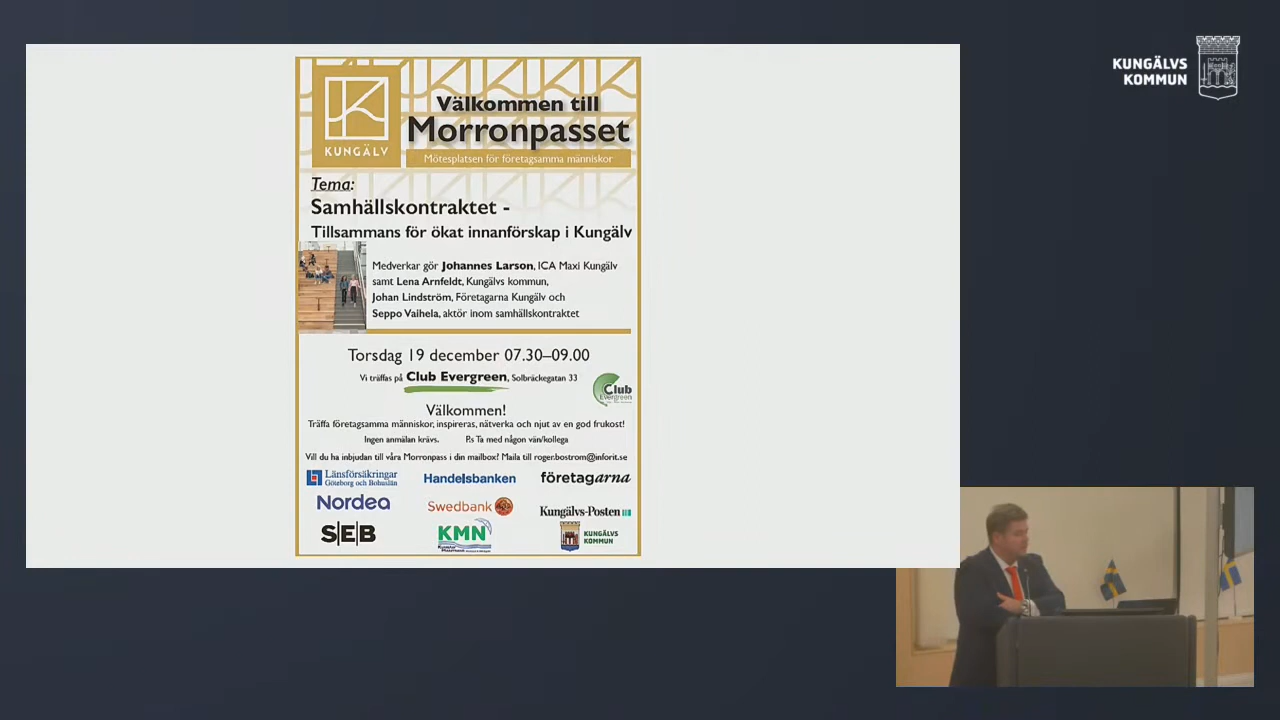 KUNGÄLVS
KOMMUN
KUNGÄLV
Välkommen till
Morronpasset
Mötesplatsen för företagsamma människor
Tema:
Samhällskontraktet -
Tillsammans för ökat innanförskap i Kungälv
Medverkar gör Johannes Larson, ICA Maxi Kungälv
samt Lena Arnfeldt, Kungälvs kommun,
Johan Lindström, Företagarna Kungälv och
Seppo Vaihela, aktör inom samhällskontraktet
Torsdag 19 december 07.30–09.00
Vi träffas på Club Evergreen, Solbräckegatan 33
Club
Evergreen
Välkommen!
Träffa företagsamma människor, inspireras, nätverka och njut av en god frukost!
Ingen anmälan krävs. P.s Ta med någon vän/kollega
Vill du ha inbjudan till våra Morronpass i din mailbox? Maila till roger.bostrom@inforit.se
Länsförsäkringar
Göteborg och Bohuslän
Handelsbanken
företagarna
Nordea
Swedbank
Kungälvs-Posten
SEB
KMN
KUNGÄLVS
KOMMUN